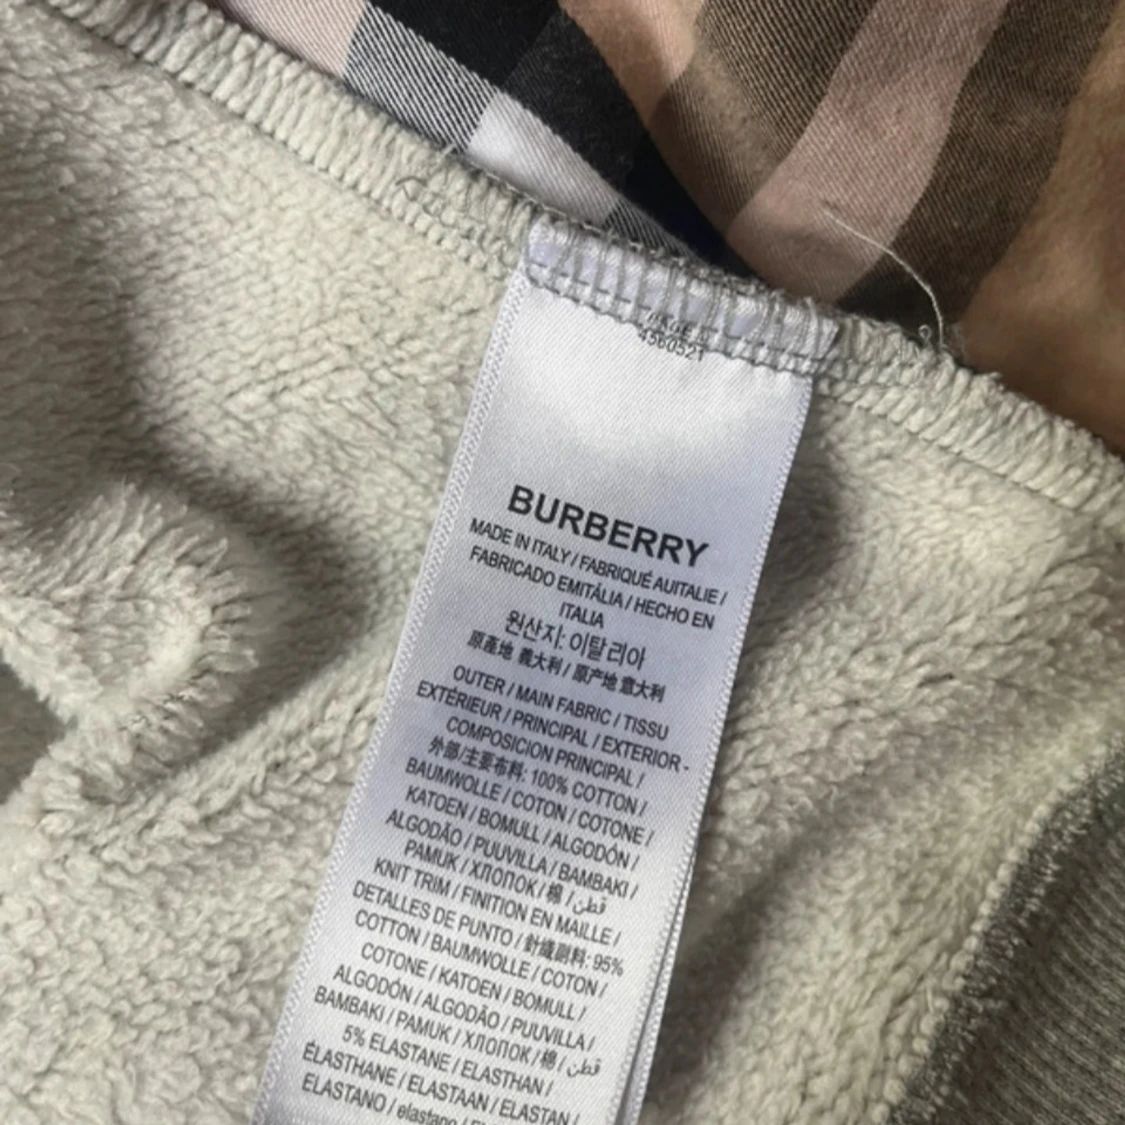 4560521
BURBERRY
MADE IN ITALY / FABRIQUÉ AUITALIE /
FABRICADO EMITÁLIA / HECHO EN
ITALIA
원산지: 이탈리아
原產地 義大利 / 原产地 意大利
OUTER / MAIN FABRIC / TISSU
EXTÉRIEUR / PRINCIPAL / EXTERIOR -
COMPOSICION PRINCIPAL /
外部/主要布料: 100% COTTON /
BAUMWOLLE / COTON / COTONE /
KATOEN / BOMULL / ALGODÓN /
ALGODÃO / PUUVILLA / BAMBAKI /
PAMUK / ХЛОПОК / 棉 / قطن
KNIT TRIM / FINITION EN MAILLE /
DETALLES DE PUNTO / 針織副料: 95%
COTTON / BAUMWOLLE / COTON /
COTONE / KATOEN / BOMULL /
ALGODÓN / ALGODÃO / PUUVILLA /
BAMBAKI / PAMUK / ХЛОПОК / 棉 / قطن
5% ELASTANE / ELASTHAN /
ÉLASTHANE / ELASTAAN / ELASTAN /
ELASTANO / elastano /